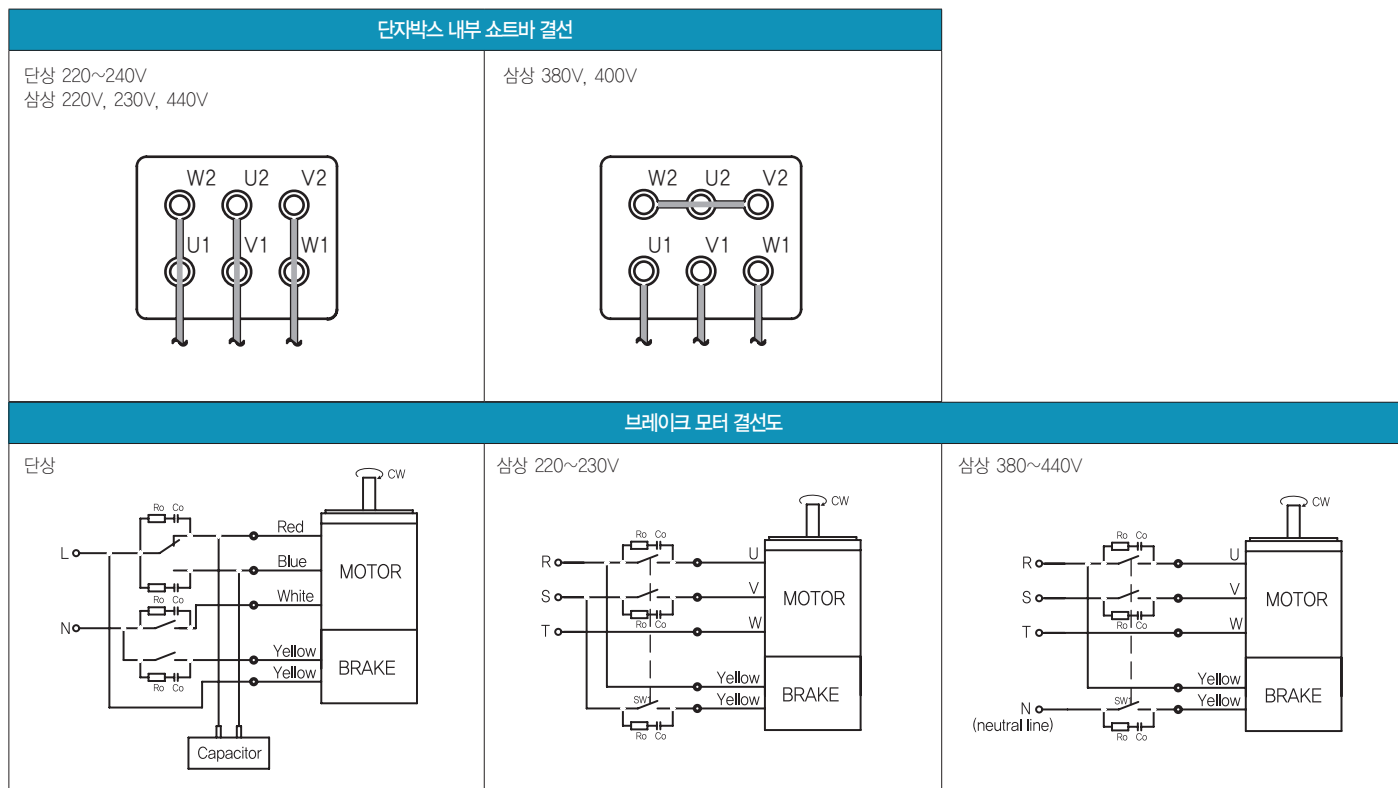 단자박스 내부 쇼트바 결선
단상 220~240V
삼상 220V, 230V, 440V
W2 U2 V2
U1 V1 W1
삼상 380V, 400V
W2 U2 V2
U1 V1 W1
브레이크 모터 결선도
단상
CW
Ro Co
L
Red
Blue
Ro Co
White
Ro Co
N
Yellow
Yellow
Ro Co
MOTOR
BRAKE
Capacitor
삼상 220~230V
CW
Ro Co
R
U
S
V
Ro Co
T
W
Yellow
SW1
Yellow
Ro Co
MOTOR
BRAKE
삼상 380~440V
CW
Ro Co
R
U
S
V
Ro Co
T
W
Yellow
N
SW1
Yellow
(neutral line)
Ro Co
MOTOR
BRAKE